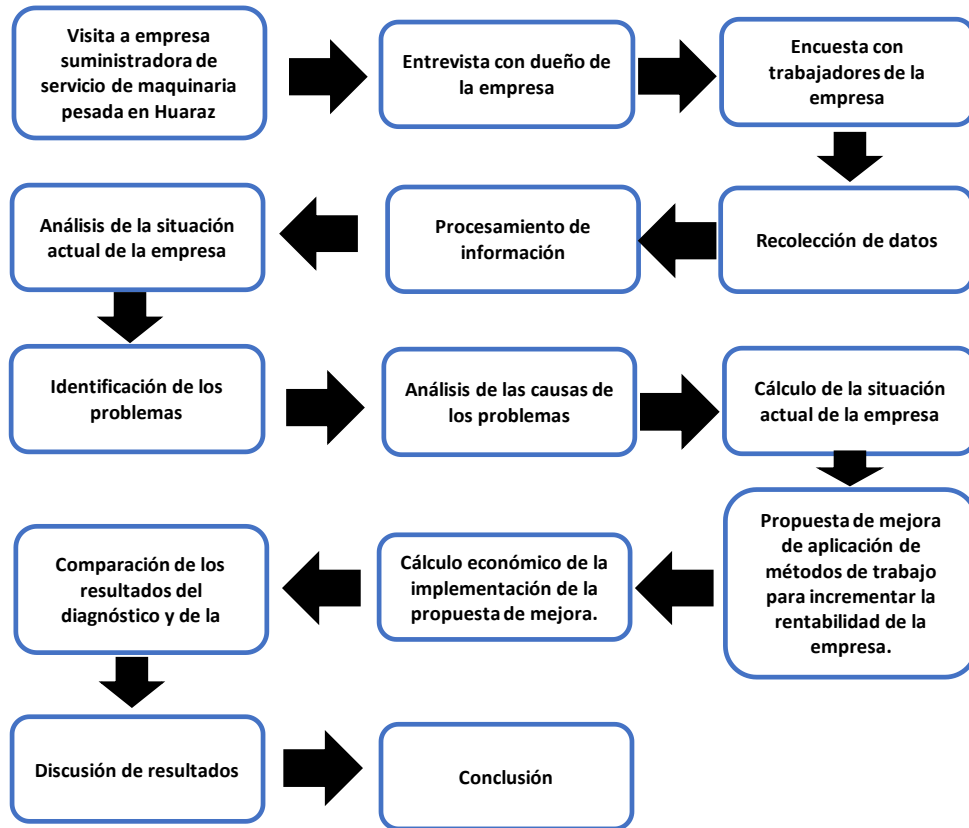 Visita a empresa
suministradora de
servicio de maquinaria
pesada en Huaraz
Entrevista con dueño de
la empresa
Encuesta con
trabajadores de la
empresa
Recolección de datos
Procesamiento de
información
Análisis de la situación
actual de la empresa
Identificación de los
problemas
Análisis de las causas de
los problemas
Cálculo de la situación
actual de la empresa
Propuesta de mejora
de aplicación de
métodos de trabajo
para incrementar la
rentabilidad de la
empresa.
Cálculo económico de la
implementación de la
propuesta de mejora.
Comparación de los
resultados del
diagnóstico y de la
Discusión de resultados
Conclusión